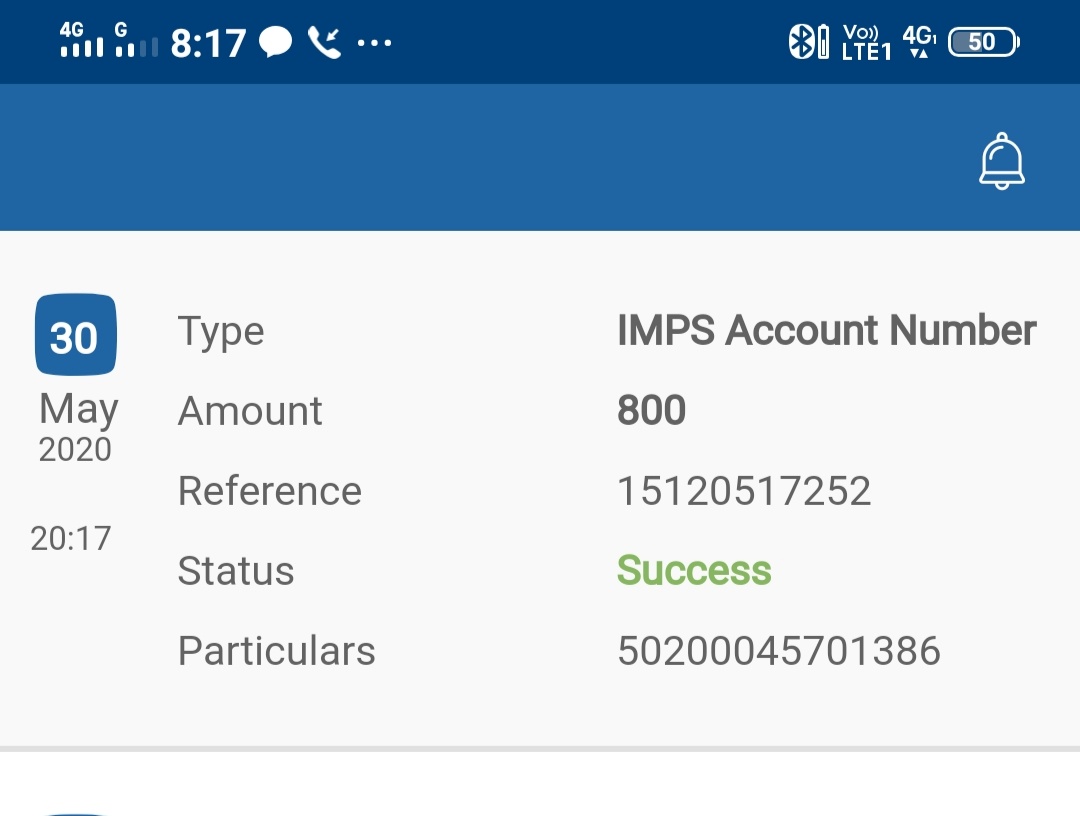 4G G 8:17 Vo)) LTE1 4G1 50
30
May
2020
20:17
Type IMPS Account Number
Amount 800
Reference 15120517252
Status Success
Particulars 50200045701386